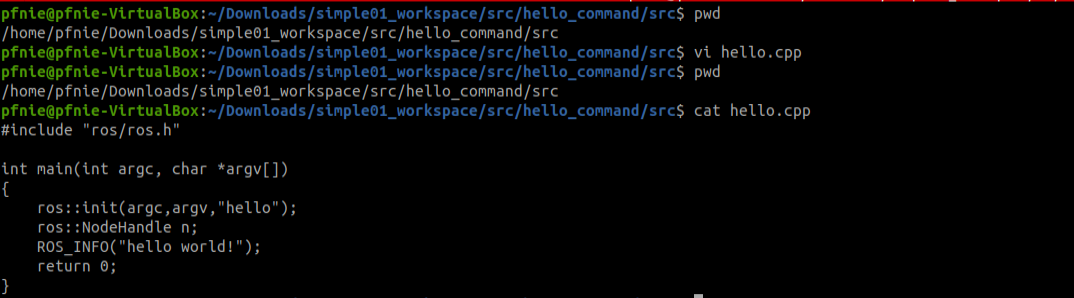 pfnie@pfnie-VirtualBox:~/Downloads/simple01_workspace/src/hello_command/src$ pwd
/home/pfnie/Downloads/simple01_workspace/src/hello_command/src
pfnie@pfnie-VirtualBox:~/Downloads/simple01_workspace/src/hello_command/src$ vi hello.cpp
pfnie@pfnie-VirtualBox:~/Downloads/simple01_workspace/src/hello_command/src$ pwd
/home/pfnie/Downloads/simple01_workspace/src/hello_command/src
pfnie@pfnie-VirtualBox:~/Downloads/simple01_workspace/src/hello_command/src$ cat hello.cpp
#include "ros/ros.h"

int main(int argc, char *argv[])
{
    ros::init(argc,argv,"hello");
    ros::NodeHandle n;
    ROS_INFO("hello world!");
    return 0;
}